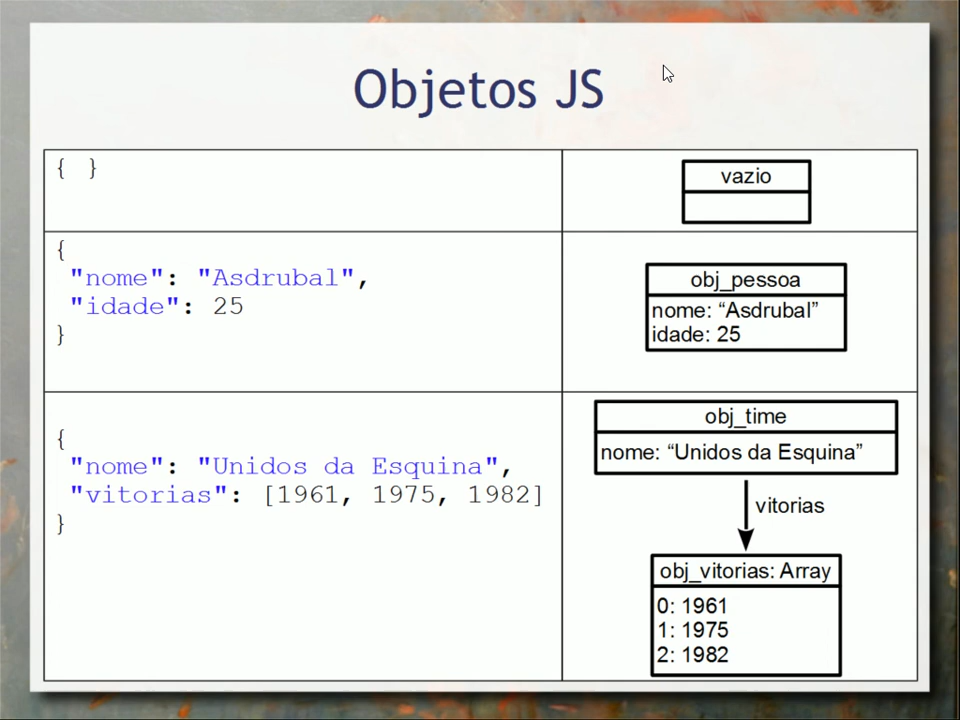 Objetos JS
{ }
vazio
{
"nome": "Asdrubal",
"idade": 25
}
obj_pessoa
nome: “Asdrubal”
idade: 25
{
"nome": "Unidos da Esquina",
"vitorias": [1961, 1975, 1982]
}
obj_time
nome: “Unidos da Esquina”
vitorias
obj_vitorias: Array
0: 1961
1: 1975
2: 1982